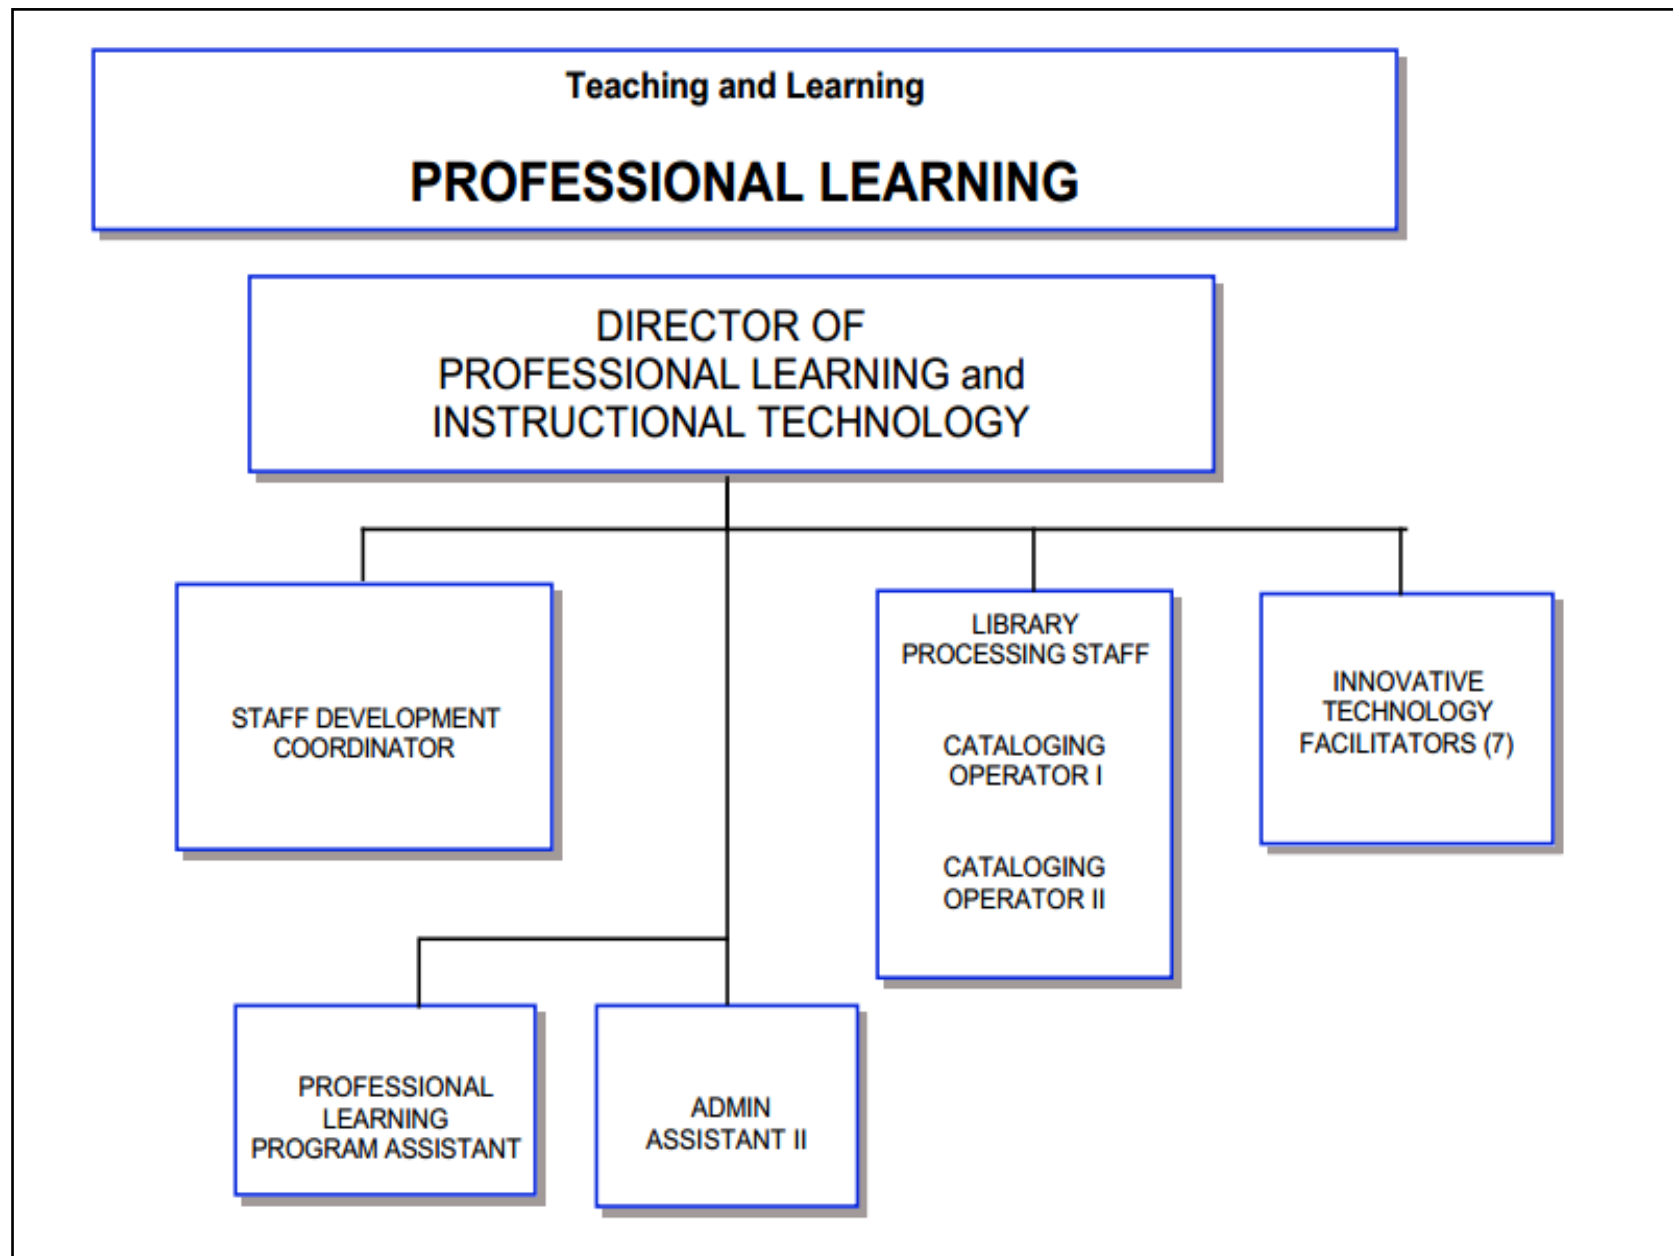 Teaching and Learning
PROFESSIONAL LEARNING
DIRECTOR OF
PROFESSIONAL LEARNING and
INSTRUCTIONAL TECHNOLOGY
STAFF DEVELOPMENT
COORDINATOR
LIBRARY
PROCESSING STAFF
CATALOGING
OPERATOR I
CATALOGING
OPERATOR II
INNOVATIVE
TECHNOLOGY
FACILITATORS (7)
PROFESSIONAL
LEARNING
PROGRAM ASSISTANT
ADMIN
ASSISTANT II